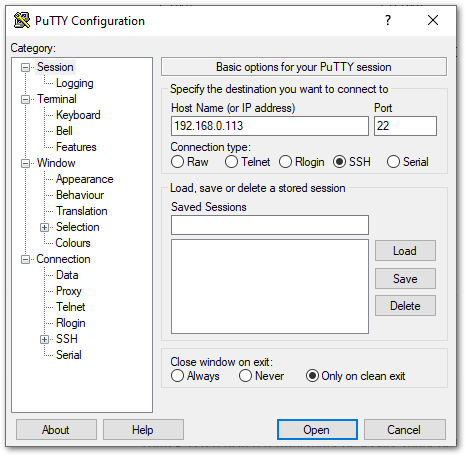 PuTTY Configuration
?
Category:
Session
Logging
Terminal
Keyboard
Bell
Features
Window
Appearance
Behaviour
Translation
Selection
Colours
Connection
Data
Proxy
Telnet
Rlogin
SSH
Serial
Basic options for your PuTTY session
Specify the destination you want to connect to
Host Name (or IP address) Port
192.168.0.113 22
Connection type:
Raw Telnet Rlogin SSH Serial
Load, save or delete a stored session
Saved Sessions
Load
Save
Delete
Close window on exit:
Always Never Only on clean exit
About Help Open Cancel